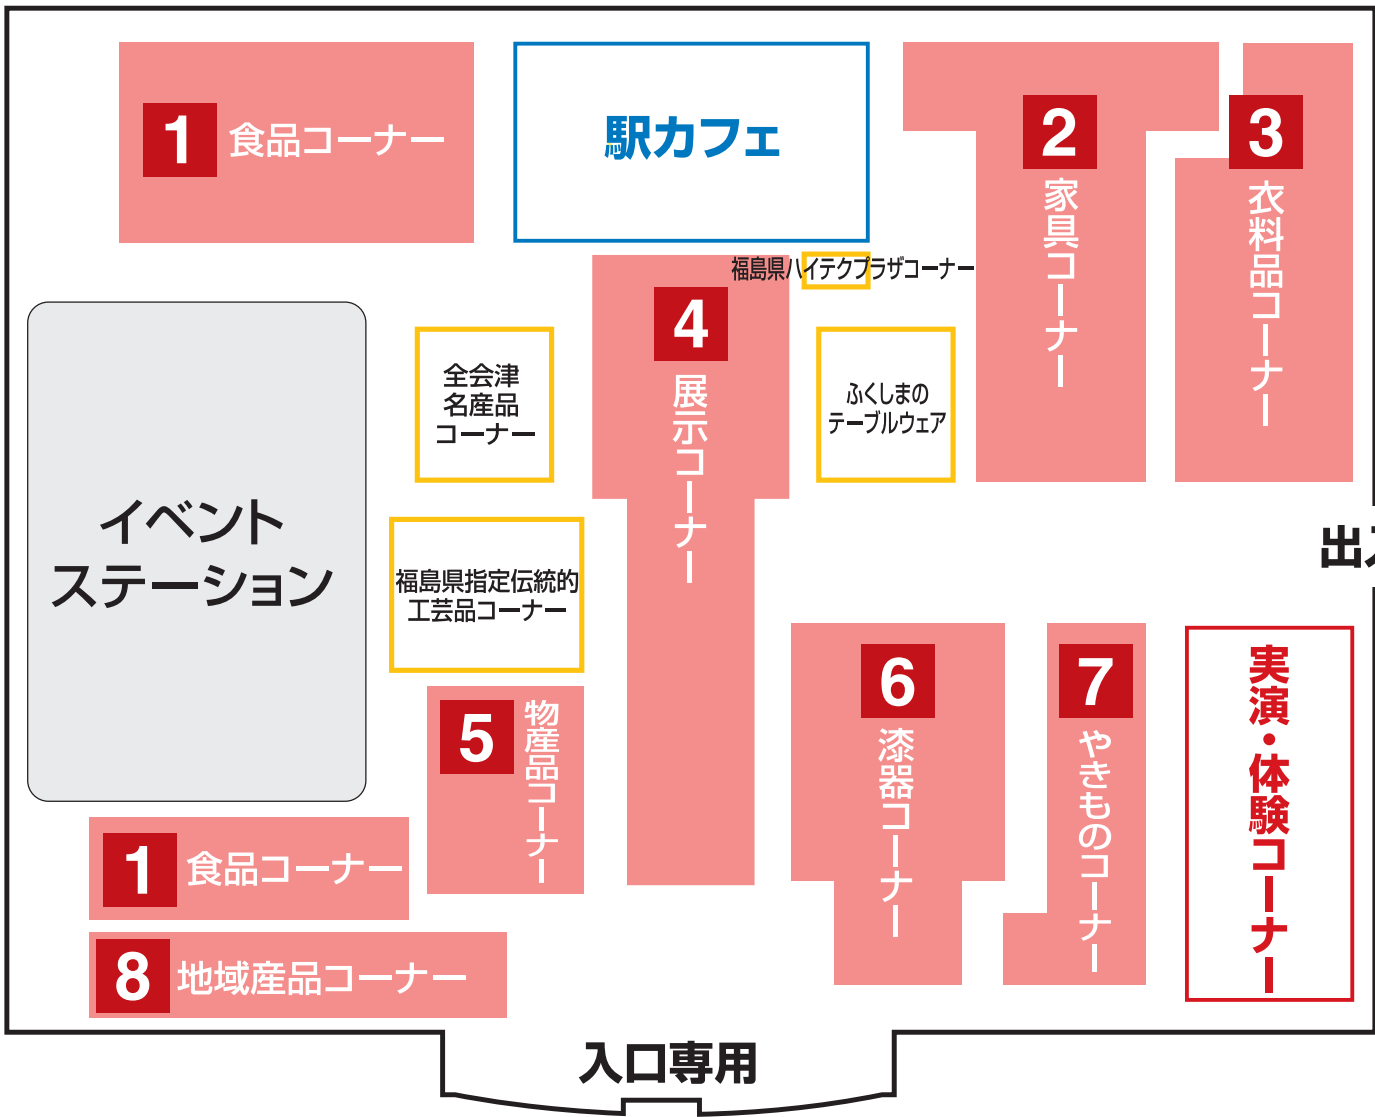 1 食品コーナー
駅カフェ
2 家具コーナー
3 衣料品コーナー
福島県ハイテクプラザコーナー
4 展示コーナー
全会津
名産品
コーナー
ふくしまの
テーブルウェア
イベント
ステーション
福島県指定伝統的
工芸品コーナー
出
5 物産品コーナー
6 漆器コーナー
7 やきものコーナー
実演・体験コーナー
1 食品コーナー
8 地域産品コーナー
入口専用